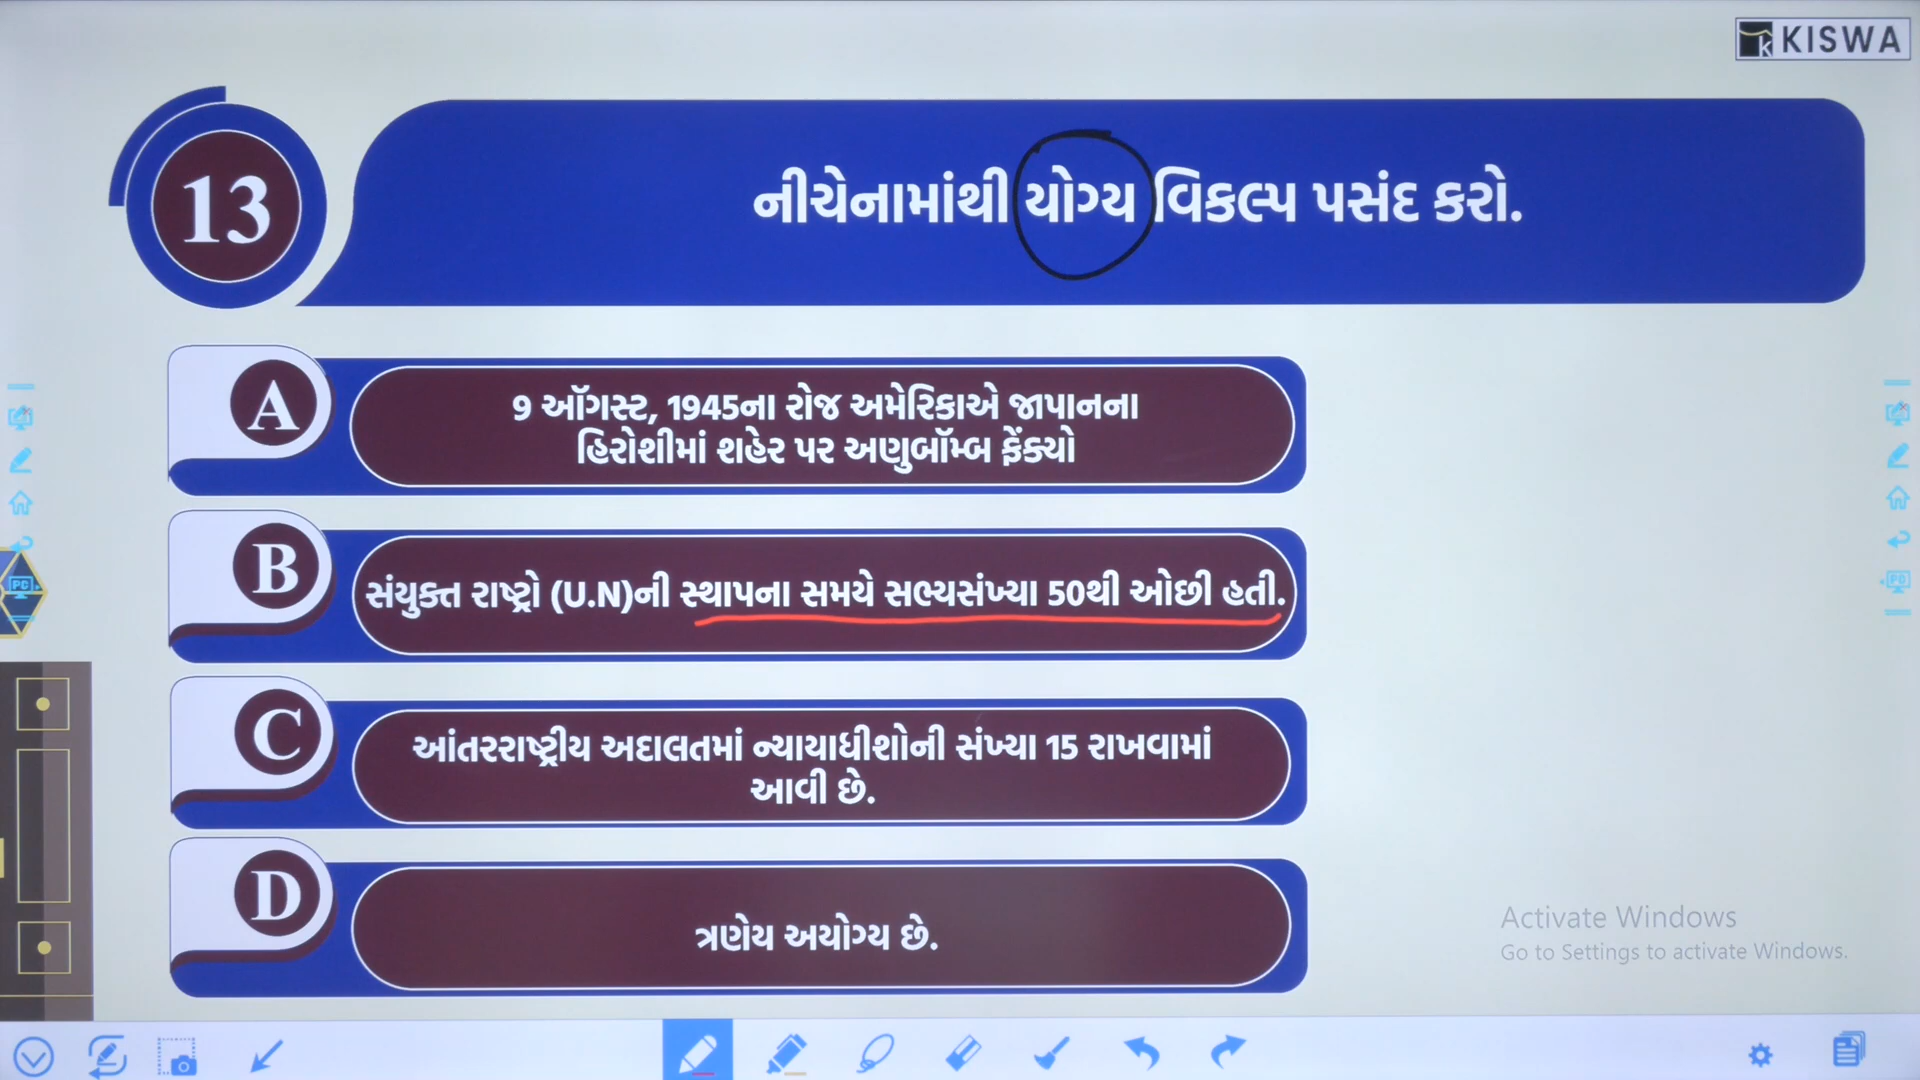 KISWA
13
નીચેનામાંથી યોગ્ય વિકલ્પ પસંદ કરો.
A
9 ઑગસ્ટ, 1945ના રોજ અમેરિકાએ જાપાનના
હિરોશીમાં શહેર પર અણુબૉમ્બ ફેંક્યો
B
સંયુક્ત રાષ્ટ્રો (U.N)ની સ્થાપના સમયે સભ્યસંખ્યા 50થી ઓછી હતી.
C
આંતરરાષ્ટ્રીય અદાલતમાં ન્યાયાધીશોની સંખ્યા 15 રાખવામાં
આવી છે.
D
ત્રણેય અયોગ્ય છે.
Activate Windows
Go to Settings to activate Windows.